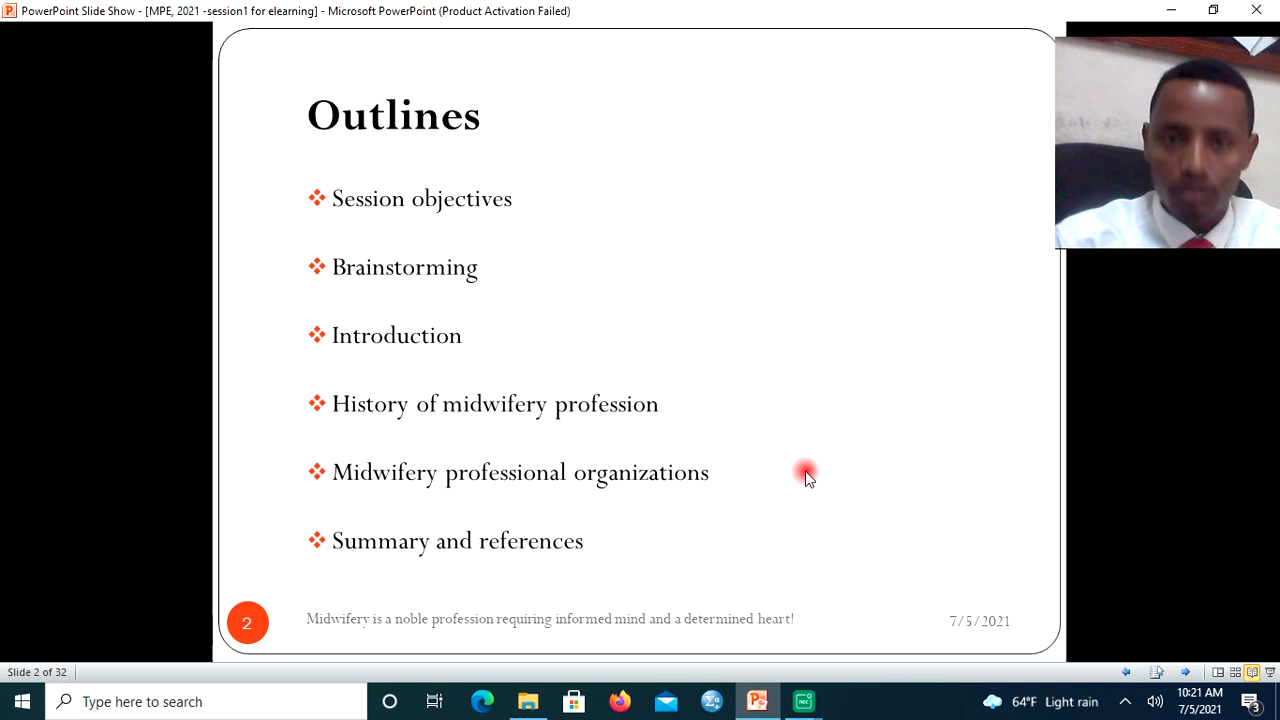 PowerPoint Slide Show - [MPE, 2021 -session1 for elearning] - Microsoft PowerPoint (Product Activation Failed)
Outlines
Session objectives
Brainstorming
Introduction
History of midwifery profession
Midwifery professional organizations
Summary and references
2
Midwifery is a noble profession requiring informed mind and a determined heart!
7/5/2021
Slide 2 of 32
Type here to search
64°F Light rain
10:21 AM
7/5/2021
3